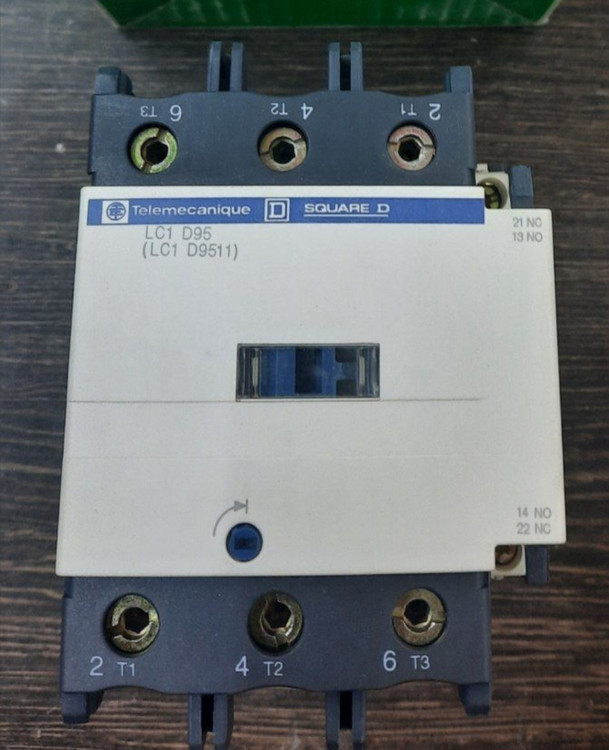 2 T1 4 T2 6 T3
Telemecanique D SQUARE D
LC1 D95
(LC1 D9511)
21 NC
13 NO
14 NO
22 NC
2 T1 4 T2 6 T3